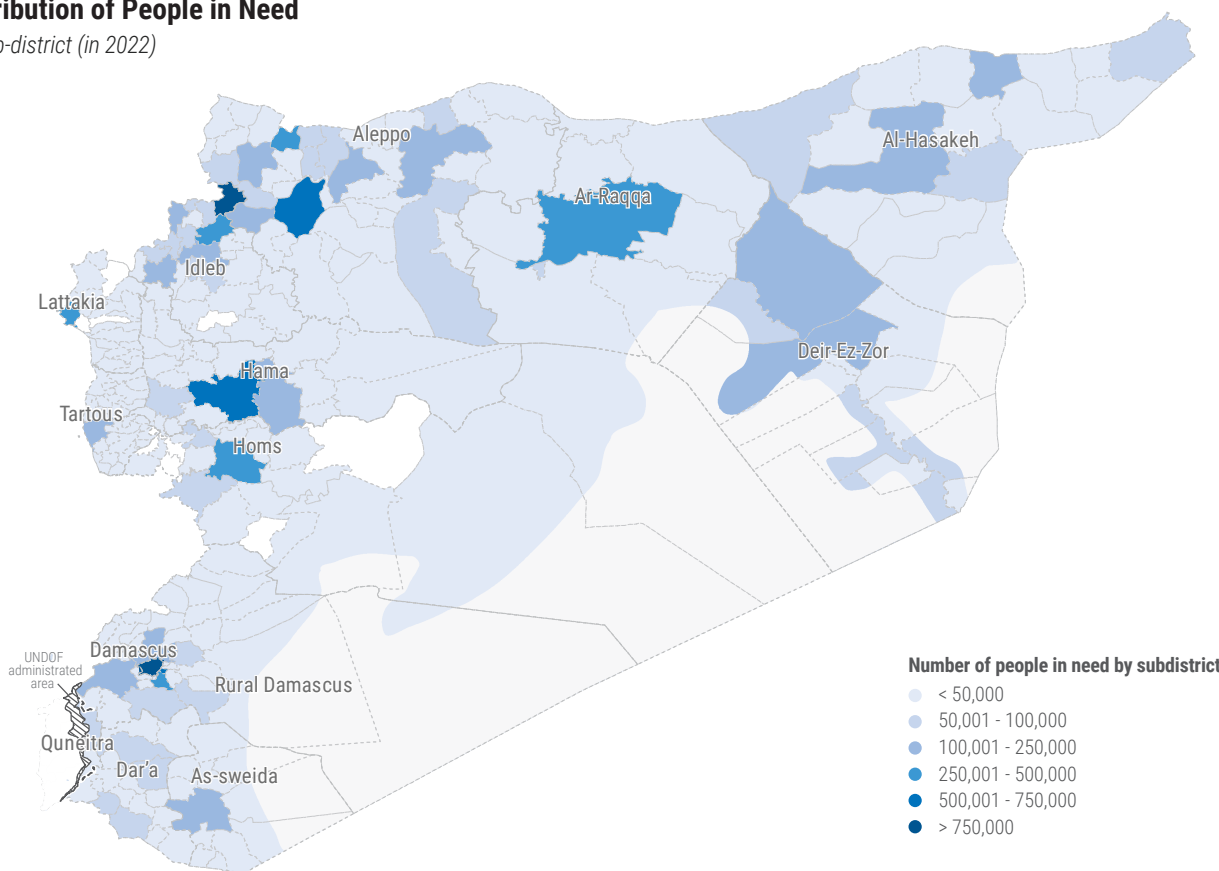 ribution of People in Need
o-district (in 2022)
Aleppo
Al-Hasakeh
Ar-Raqqa
Idleb
Lattakia
Deir-Ez-Zor
Hama
Tartous
Homs
Damascus
UNDOF
administrated
area
Rural Damascus
Quneitra
Dar'a
As-sweida
Number of people in need by subdistrict
< 50,000
50,001 - 100,000
100,001 - 250,000
250,001 - 500,000
500,001 - 750,000
> 750,000